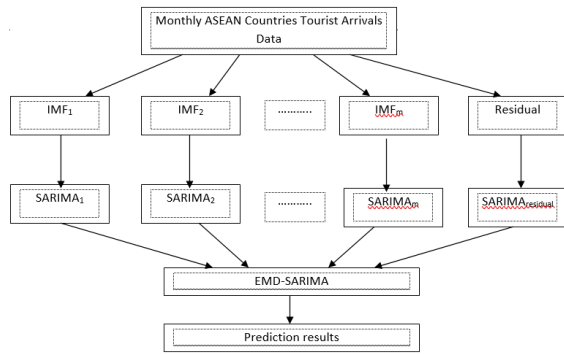 Monthly ASEAN Countries Tourist Arrivals
Data
IMF₁ IMF₂ ........... IMFₘ Residual
SARIMA₁ SARIMA₂ ........... SARIMAₘ SARIMAresidual
EMD-SARIMA
Prediction results